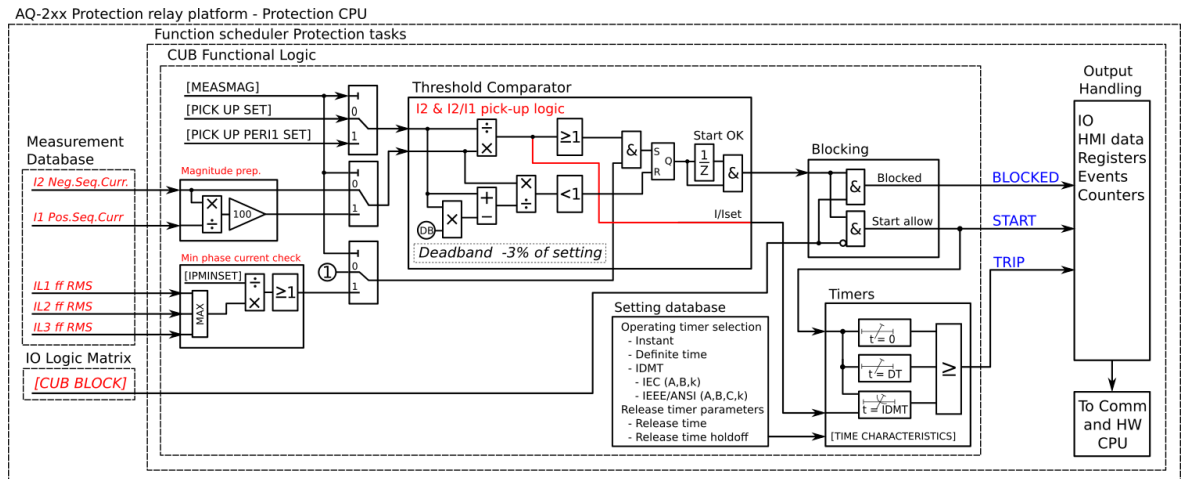 AQ-2xx Protection relay platform - Protection CPU
Function scheduler Protection tasks
CUB Functional Logic
[MEASMAG]
0
[PICK UP SET]
[PICK UP PERI1 SET]
1
Threshold Comparator
I2 & I2/I1 pick-up logic
÷
×
≥1
&
S
R
Q
Start OK
1
Z
&
×
÷
<1
+
−
×
DB
I/Iset
Deadband -3% of setting
Measurement
Database
I2 Neg.Seq.Curr.
I1 Pos.Seq.Curr
IL1 ff RMS
IL2 ff RMS
IL3 ff RMS
Magnitude prep.
×
÷
100
0
1
Min phase current check
[IPMINSET]
MAX
÷
×
≥1
1
0
1
IO Logic Matrix
[CUB BLOCK]
Blocking
&
Blocked
&
Start allow
BLOCKED
START
TRIP
Setting database
Operating timer selection
- Instant
- Definite time
- IDMT
- IEC (A,B,k)
- IEEE/ANSI (A,B,C,k)
Release timer parameters
- Release time
- Release time holdoff
Timers
t = 0
t = DT
t = IDMT
≥1
[TIME CHARACTERISTICS]
Output
Handling
IO
HMI data
Registers
Events
Counters
To Comm
and HW
CPU